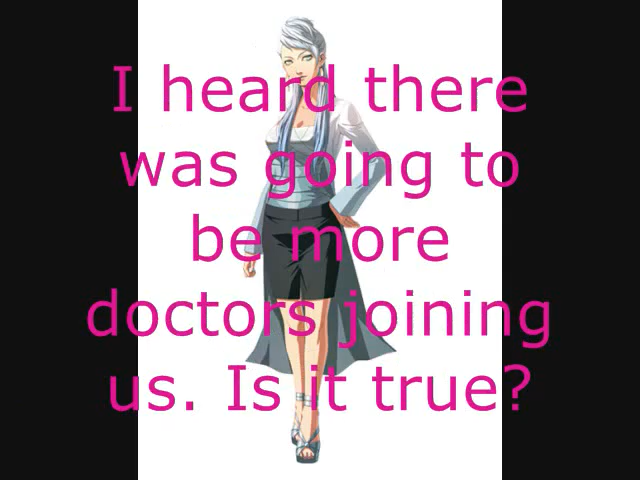 I heard there
was going to
be more
doctors joining
us. Is it true?